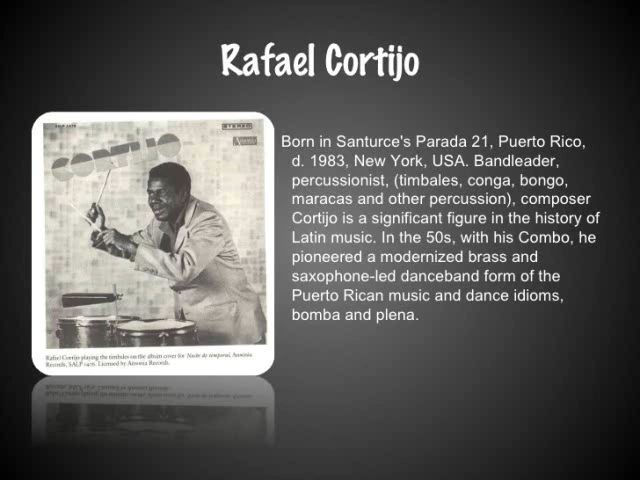 Rafael Cortijo
STEREO
CORTIJO
Born in Santurce's Parada 21, Puerto Rico,
d. 1983, New York, USA. Bandleader,
percussionist, (timbales, conga, bongo,
maracas and other percussion), composer
Cortijo is a significant figure in the history of
Latin music. In the 50s, with his Combo, he
pioneered a modernized brass and
saxophone-led danceband form of the
Puerto Rican music and dance idioms,
bomba and plena.
Rafael Cortijo playing the timbales on the album cover for Noche de temporal, Ansonia
Records, SALP 1476. Licensed by Ansonia Records.